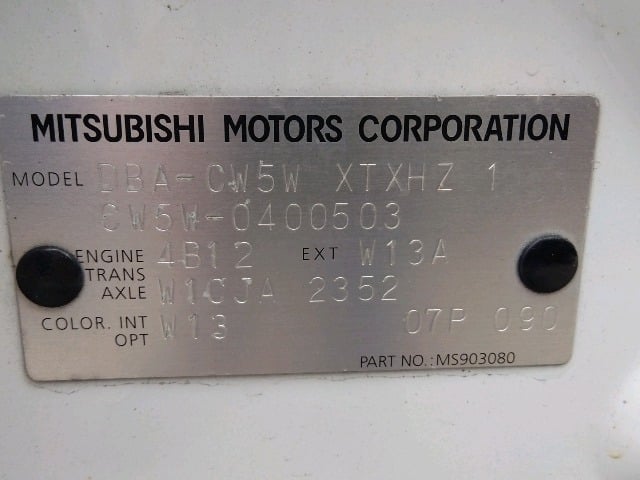 MITSUBISHI MOTORS CORPORATION
MODEL DBA-CW5W XTXHZ 1
CW5W-0400503
ENGINE 4B12 EXT W13A
TRANS
AXLE W1CJA 2352
COLOR. INT W13 07P 090
OPT
PART NO.:MS903080